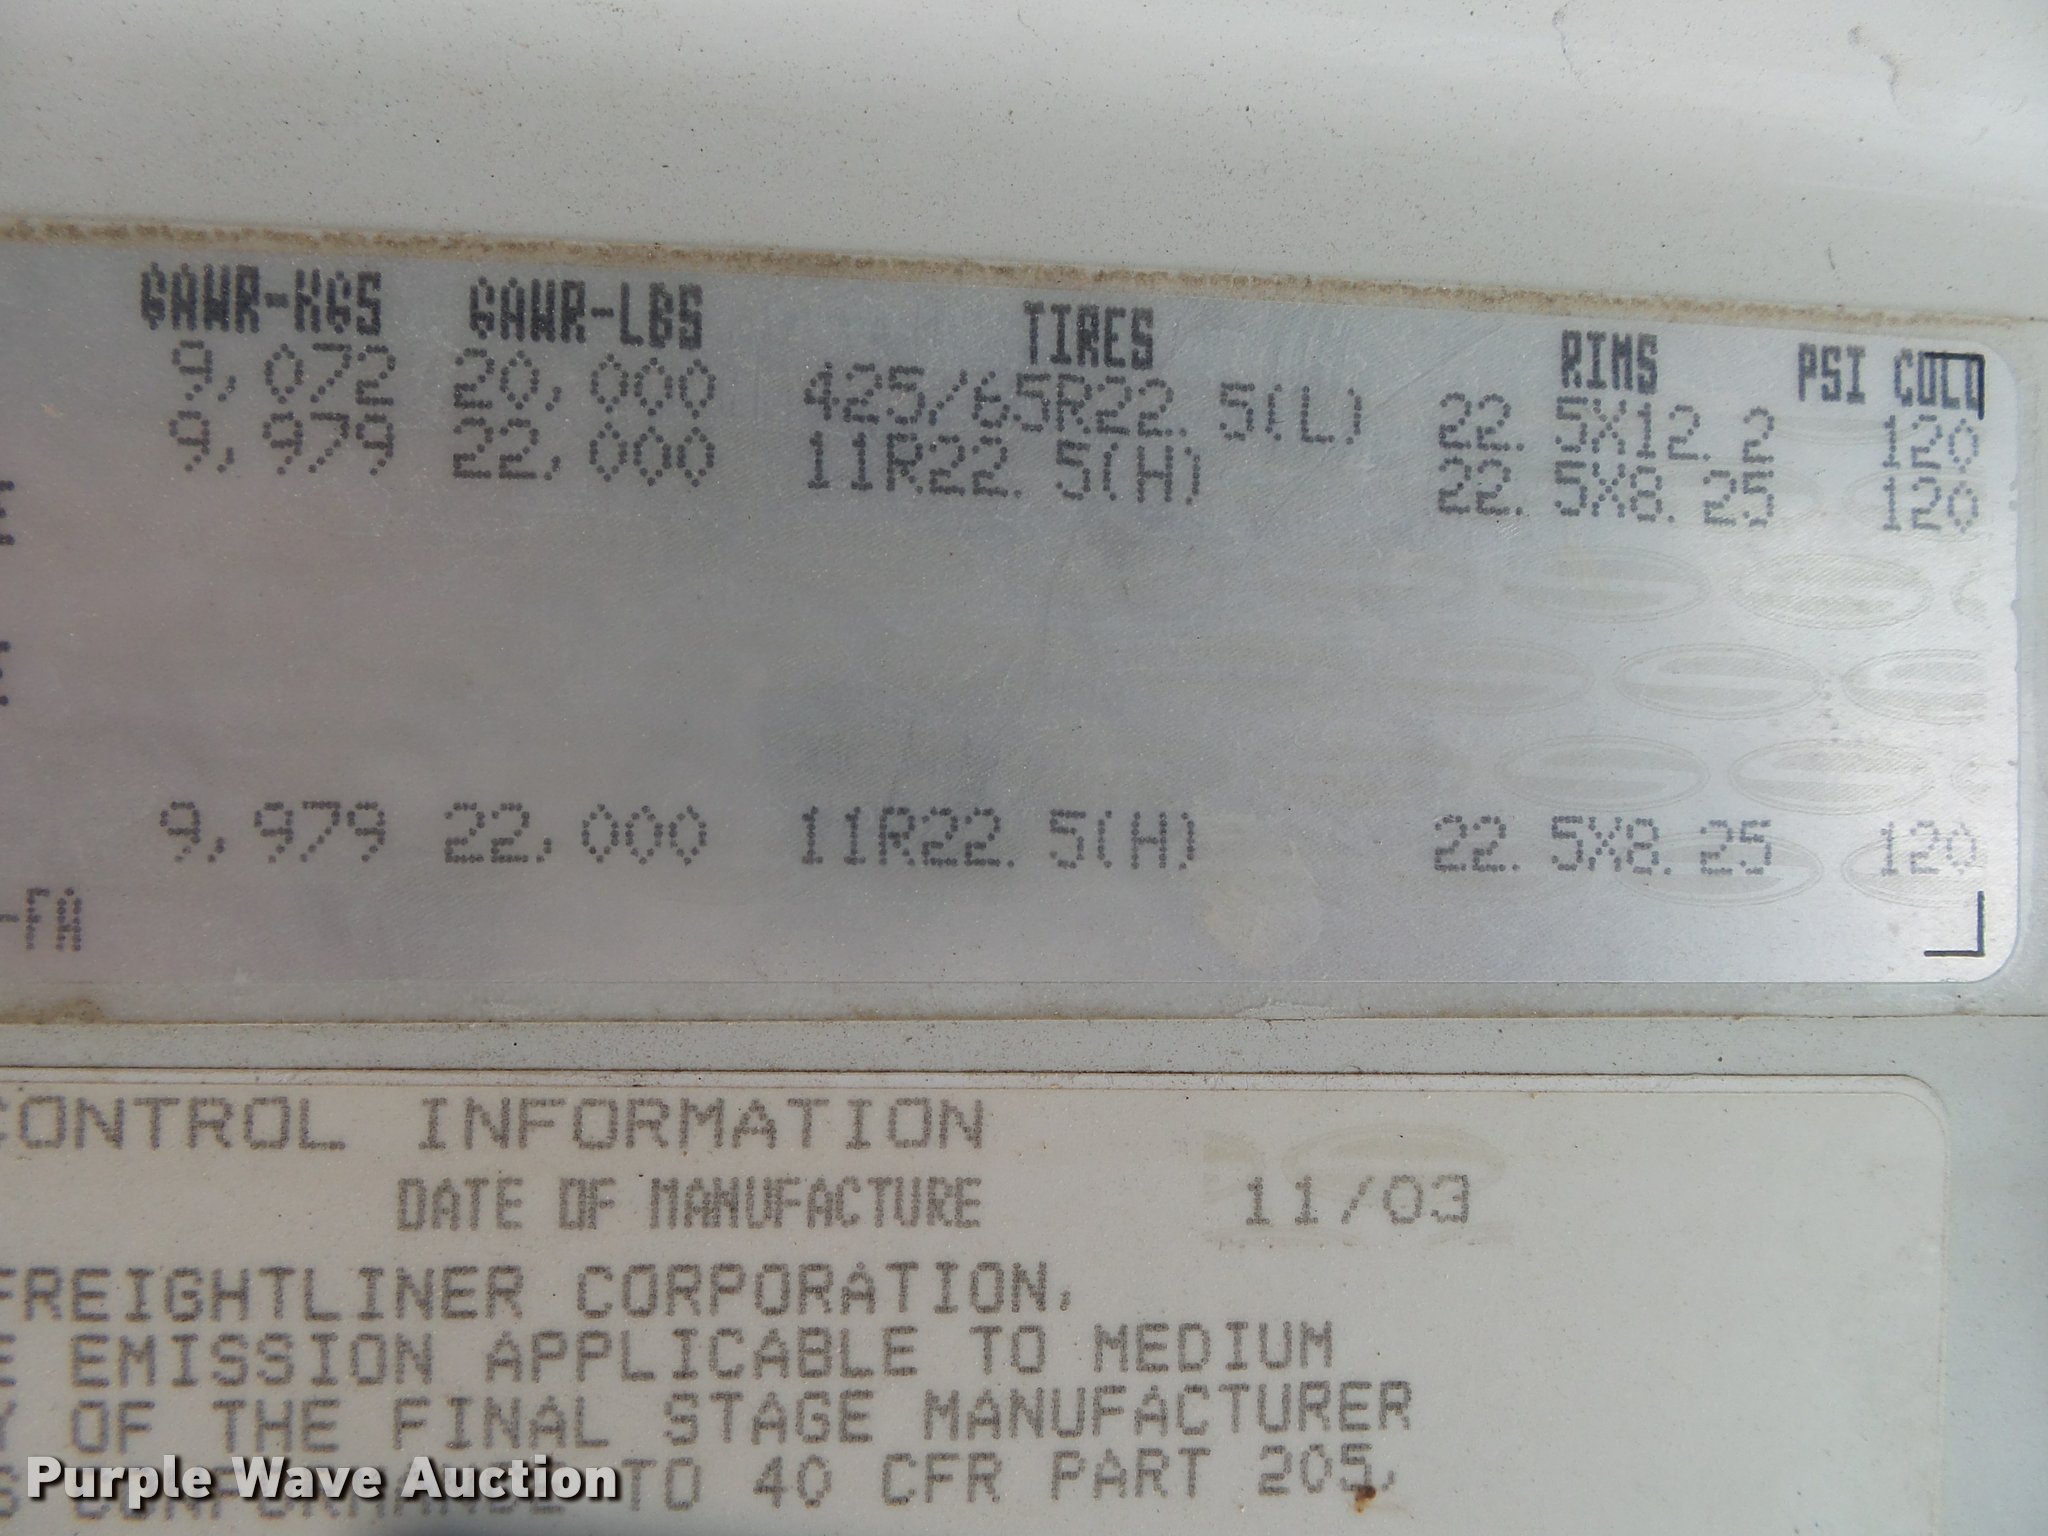 GAWR-KGS GAWR-LBS TIRES RIMS PSI COLD
9,072 20,000 425/65R22.5(L) 22.5X12.2 120
9,979 22,000 11R22.5(H) 22.5X8.25 120
9,979 22,000 11R22.5(H) 22.5X8.25 120
CONTROL INFORMATION
DATE OF MANUFACTURE 11/03
FREIGHTLINER CORPORATION,
E EMISSION APPLICABLE TO MEDIUM
Y OF THE FINAL STAGE MANUFACTURER
S CONFORMANCE TO 40 CFR PART 205,
Purple Wave Auction